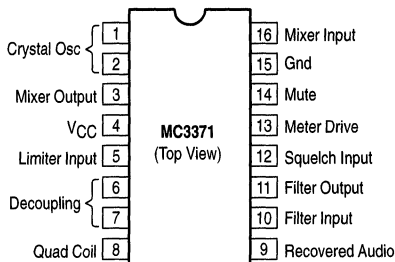 Crystal Osc
1
2
Mixer Output 3
VCC 4
Limiter Input 5
Decoupling
6
7
Quad Coil 8
MC3371
(Top View)
16 Mixer Input
15 Gnd
14 Mute
13 Meter Drive
12 Squelch Input
11 Filter Output
10 Filter Input
9 Recovered Audio